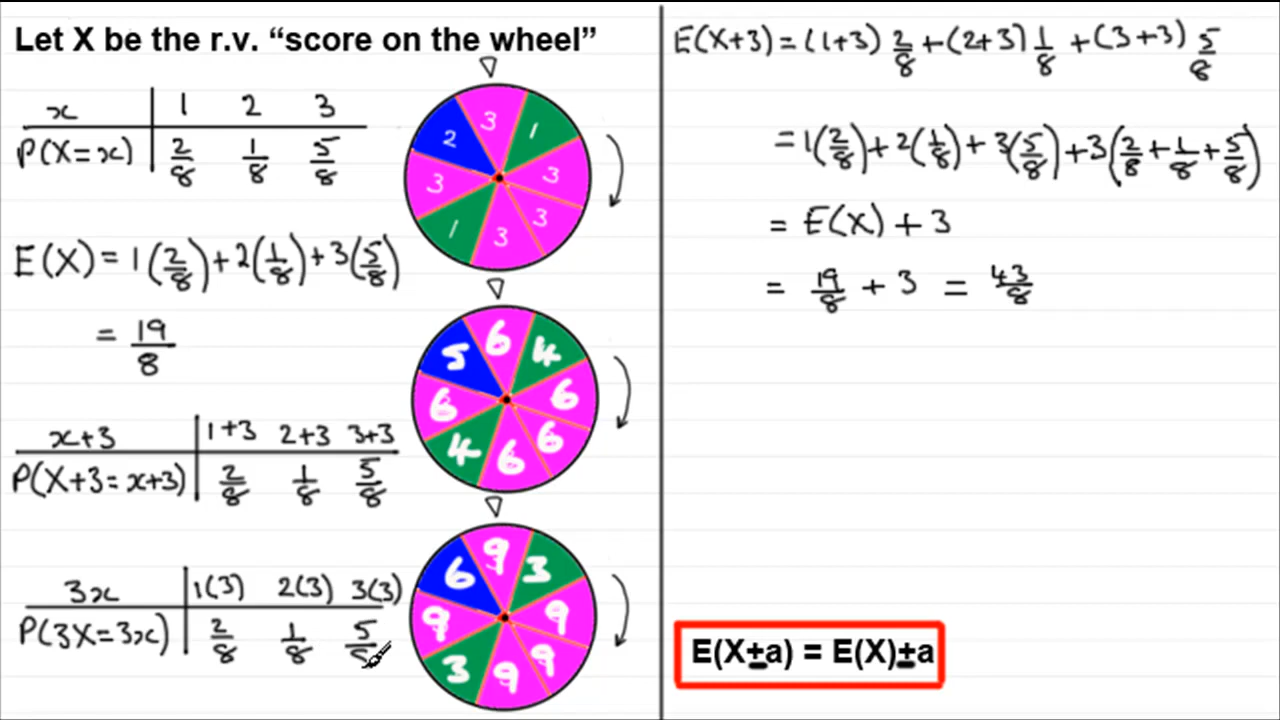 Let X be the r.v. “score on the wheel”
x 1 2 3
P(X=x) 2/8 1/8 5/8
3 1 3 3 3 1 3 2
E(X) = 1(2/8)+2(1/8)+3(5/8)
= 19/8
6 4 6 6 6 4 6 5
x+3 1+3 2+3 3+3
P(X+3=x+3) 2/8 1/8 5/8
9 3 9 9 9 3 9 6
3x 1(3) 2(3) 3(3)
P(3X=3x) 2/8 1/8 5/
E(X+3) = (1+3) 2/8 + (2+3) 1/8 + (3+3) 5/8
= 1(2/8) + 2(1/8) + 3(5/8) + 3(2/8 + 1/8 + 5/8)
= E(X) + 3
= 19/8 + 3 = 43/8
E(X±a) = E(X)±a